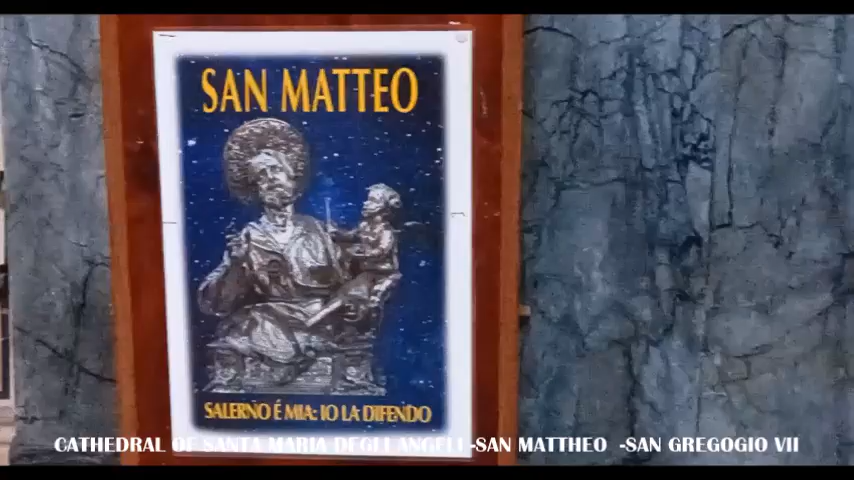 SAN MATTEO
SALERNO É MIA: IO LA DIFENDO
CATHEDRAL OF SANTA MARIA DEGLI ANGELI -SAN MATTHEO -SAN GREGOGIO VII